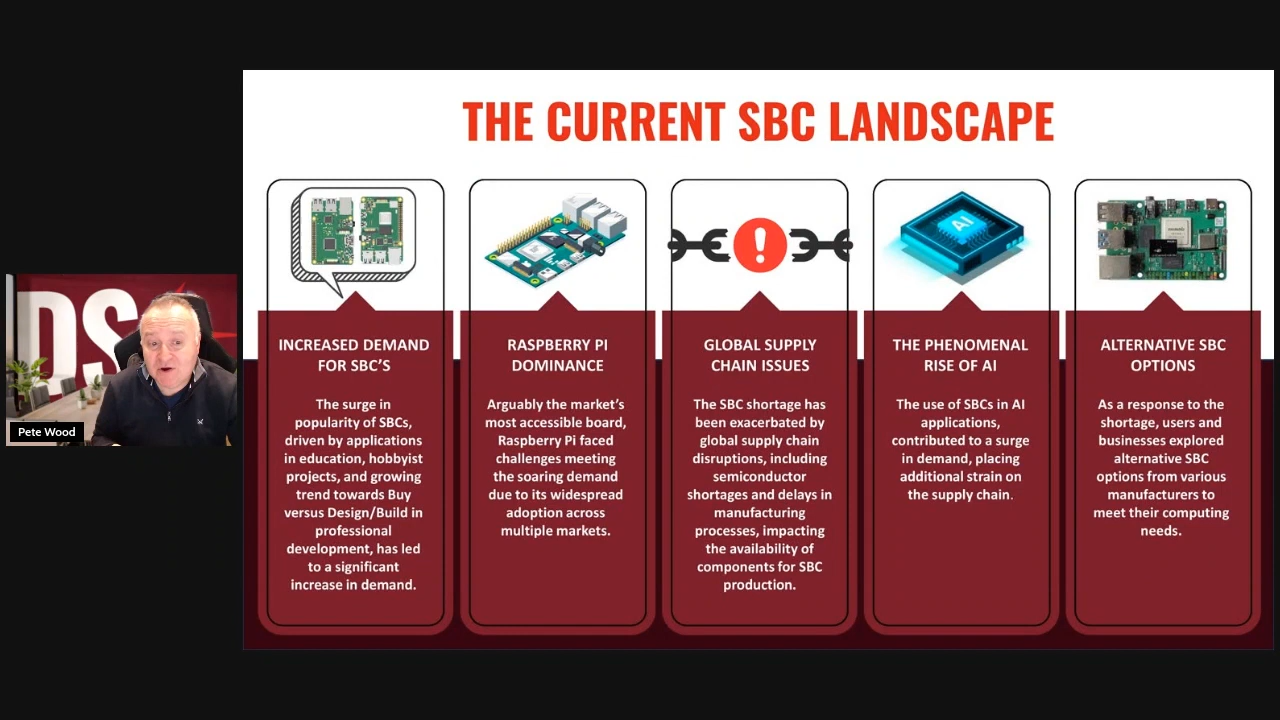 THE CURRENT SBC LANDSCAPE
AI
INCREASED DEMAND
FOR SBC'S
The surge in
popularity of SBCs,
driven by applications
in education, hobbyist
projects, and growing
trend towards Buy
versus Design/Build in
professional
development, has led
to a significant
increase in demand.
RASPBERRY PI
DOMINANCE
Arguably the market's
most accessible board,
Raspberry Pi faced
challenges meeting
the soaring demand
due to its widespread
adoption across
multiple markets.
GLOBAL SUPPLY
CHAIN ISSUES
The SBC shortage has
been exacerbated by
global supply chain
disruptions, including
semiconductor
shortages and delays in
manufacturing
processes, impacting
the availability of
components for SBC
production.
THE PHENOMENAL
RISE OF AI
The use of SBCs in AI
applications,
contributed to a surge
in demand, placing
additional strain on
the supply chain.
ALTERNATIVE SBC
OPTIONS
As a response to the
shortage, users and
businesses explored
alternative SBC
options from various
manufacturers to
meet their computing
needs.
DS
Pete Wood